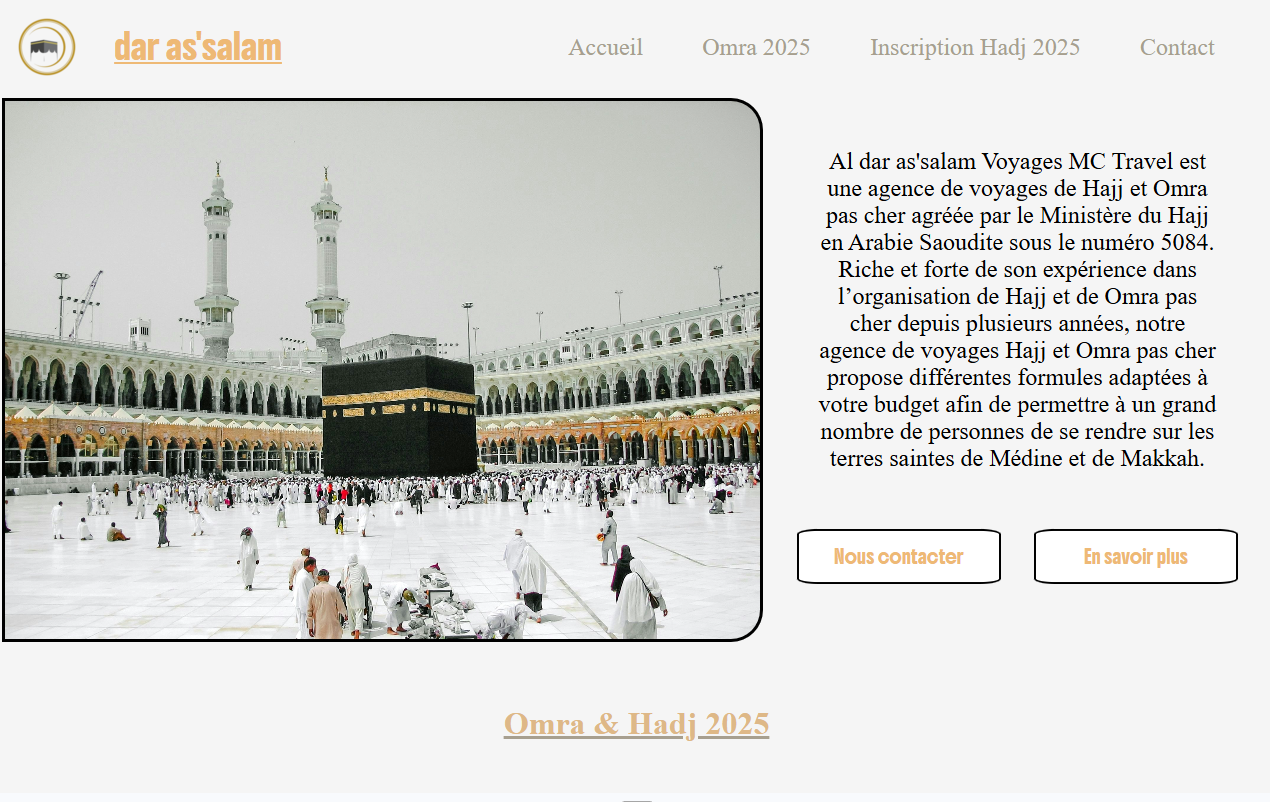 dar as'salam
Accueil
Omra 2025
Inscription Hadj 2025
Contact
Al dar as'salam Voyages MC Travel est
une agence de voyages de Hajj et Omra
pas cher agréée par le Ministère du Hajj
en Arabie Saoudite sous le numéro 5084.
Riche et forte de son expérience dans
l’organisation de Hajj et de Omra pas
cher depuis plusieurs années, notre
agence de voyages Hajj et Omra pas cher
propose différentes formules adaptées à
votre budget afin de permettre à un grand
nombre de personnes de se rendre sur les
terres saintes de Médine et de Makkah.
Nous contacter
En savoir plus
Omra & Hadj 2025